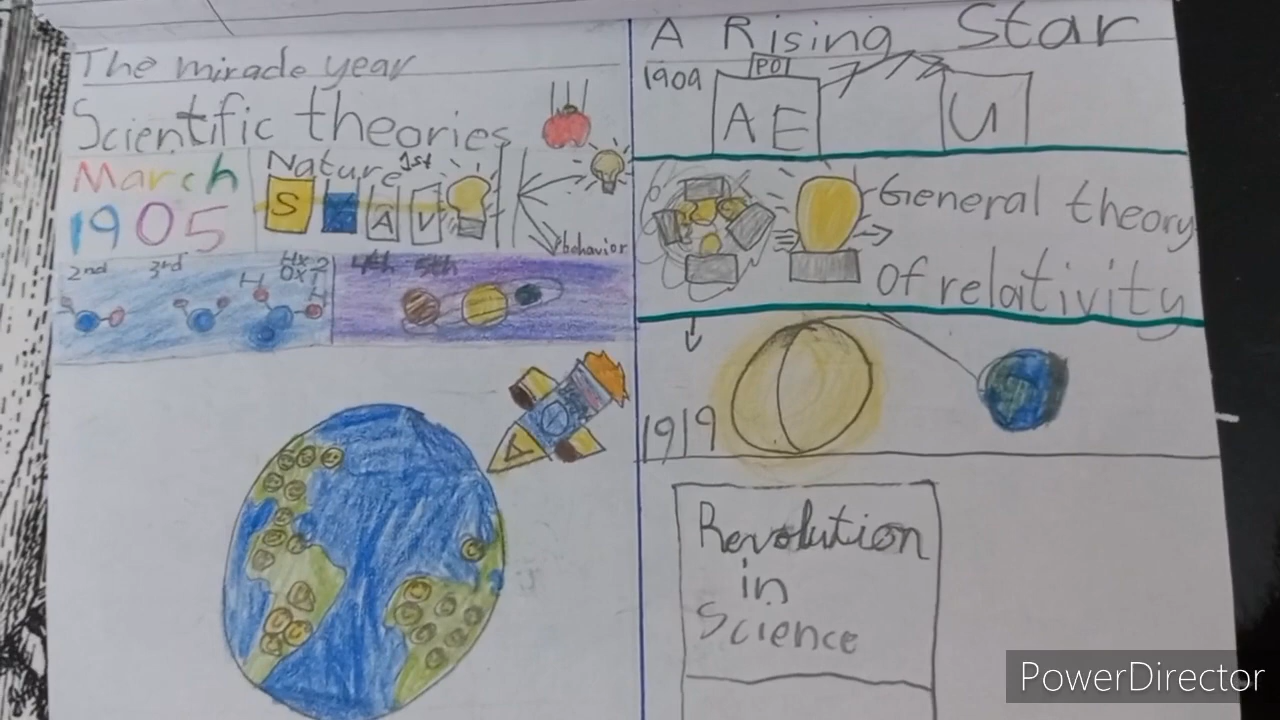 The miracle year
Scientific theories
March
1905
Nature 1st
S
A V
behavior
2nd 3rd
H
4th 5th
A Rising Star
1909
PO
A E
U
General theory
of relativity
1919
Revolution
in
Science
PowerDirector